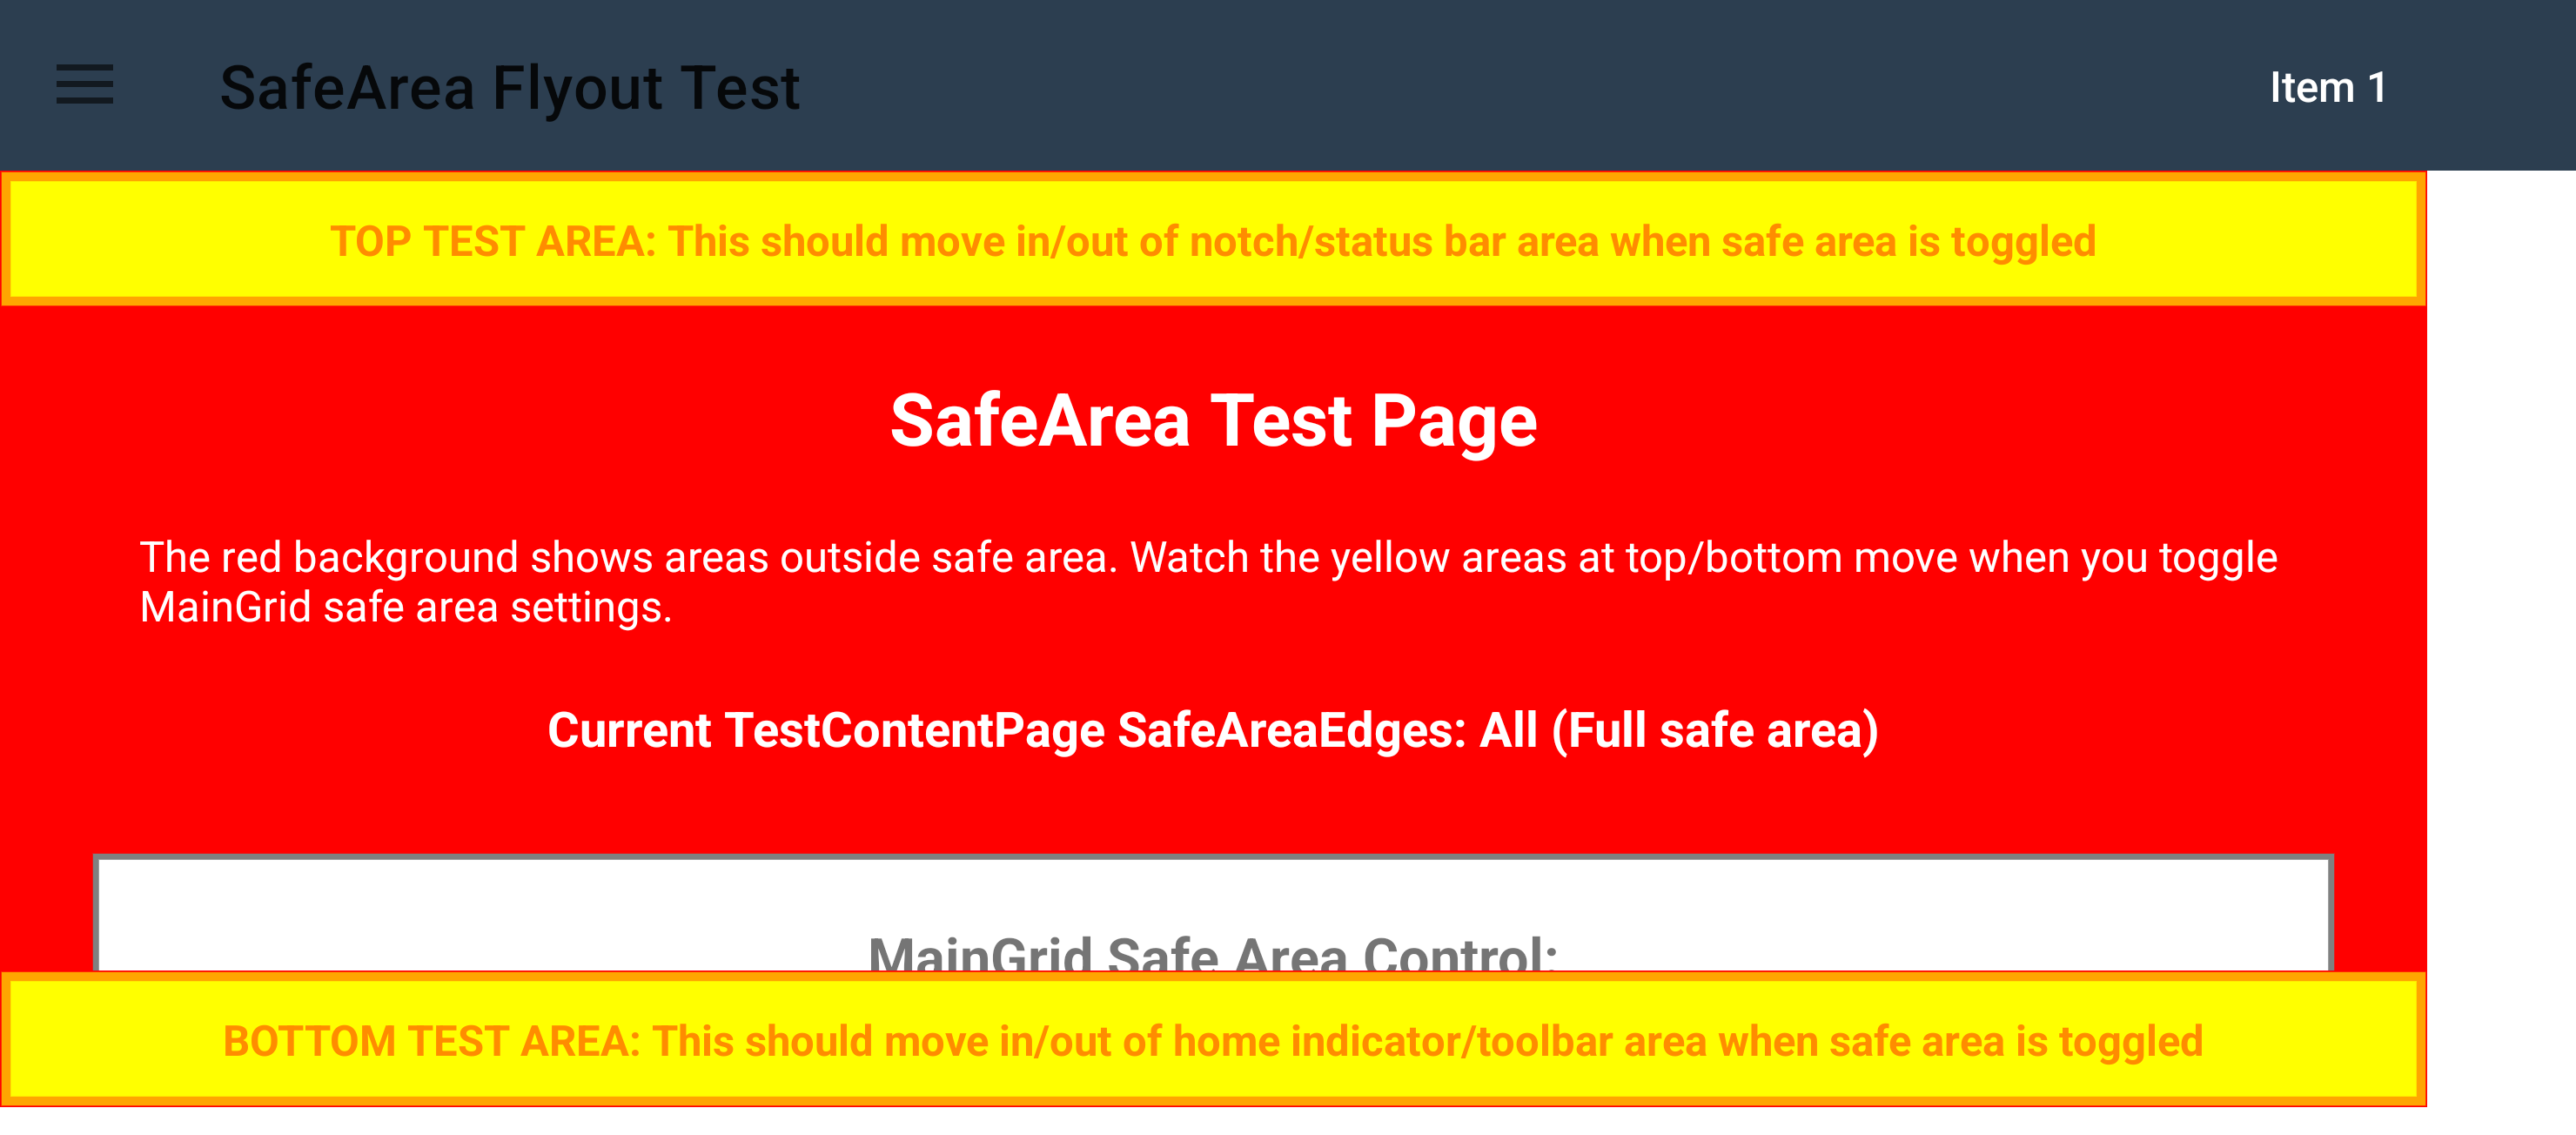 SafeArea Flyout Test
Item 1
TOP TEST AREA: This should move in/out of notch/status bar area when safe area is toggled
SafeArea Test Page
The red background shows areas outside safe area. Watch the yellow areas at top/bottom move when you toggle
MainGrid safe area settings.
Current TestContentPage SafeAreaEdges: All (Full safe area)
MainGrid Safe Area Control:
BOTTOM TEST AREA: This should move in/out of home indicator/toolbar area when safe area is toggled